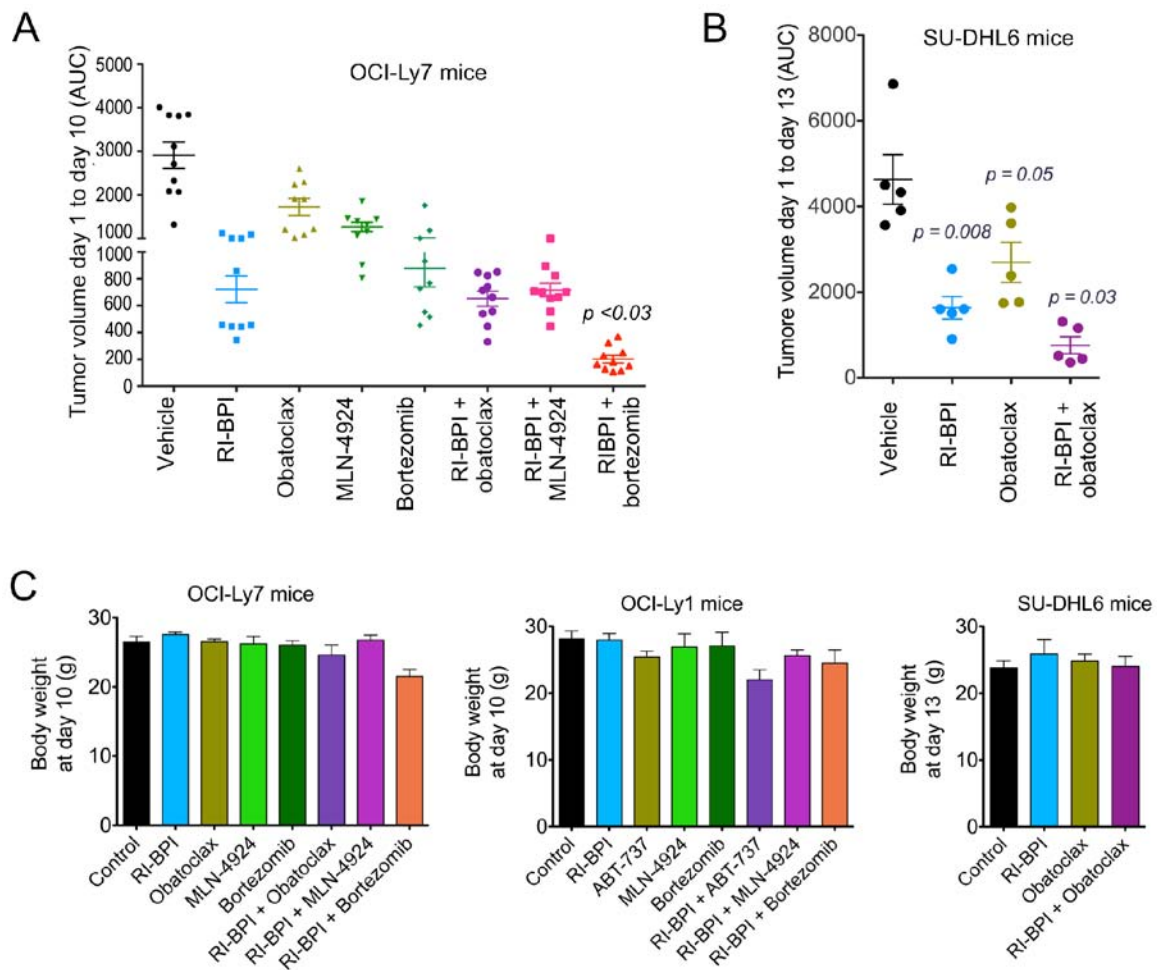 A
OCI-Ly7 mice
Tumor volume day 1 to day 10 (AUC)
5000
4000
3000
2000
1000
1000
800
600
400
200
0
p <0.03
Vehicle
RI-BPI
Obatoclax
MLN-4924
Bortezomib
RI-BPI +
obatoclax
RI-BPI +
MLN-4924
RIBPI +
bortezomib
B
SU-DHL6 mice
Tumore volume day 1 to day 13 (AUC)
8000
6000
4000
2000
0
p = 0.008
p = 0.05
p = 0.03
Vehicle
RI-BPI
Obatoclax
RI-BPI +
obatoclax
C
OCI-Ly7 mice
Body weight
at day 10 (g)
30
20
10
0
Control
RI-BPI
Obatoclax
MLN-4924
Bortezomib
RI-BPI + Obatoclax
RI-BPI + MLN-4924
RI-BPI + Bortezomib
OCI-Ly1 mice
Body weight
at day 10 (g)
30
20
10
0
Control
RI-BPI
ABT-737
MLN-4924
Bortezomib
RI-BPI + ABT-737
RI-BPI + MLN-4924
RI-BPI + Bortezomib
SU-DHL6 mice
Body weight
at day 13 (g)
30
20
10
0
Control
RI-BPI
Obatoclax
RI-BPI + Obatoclax